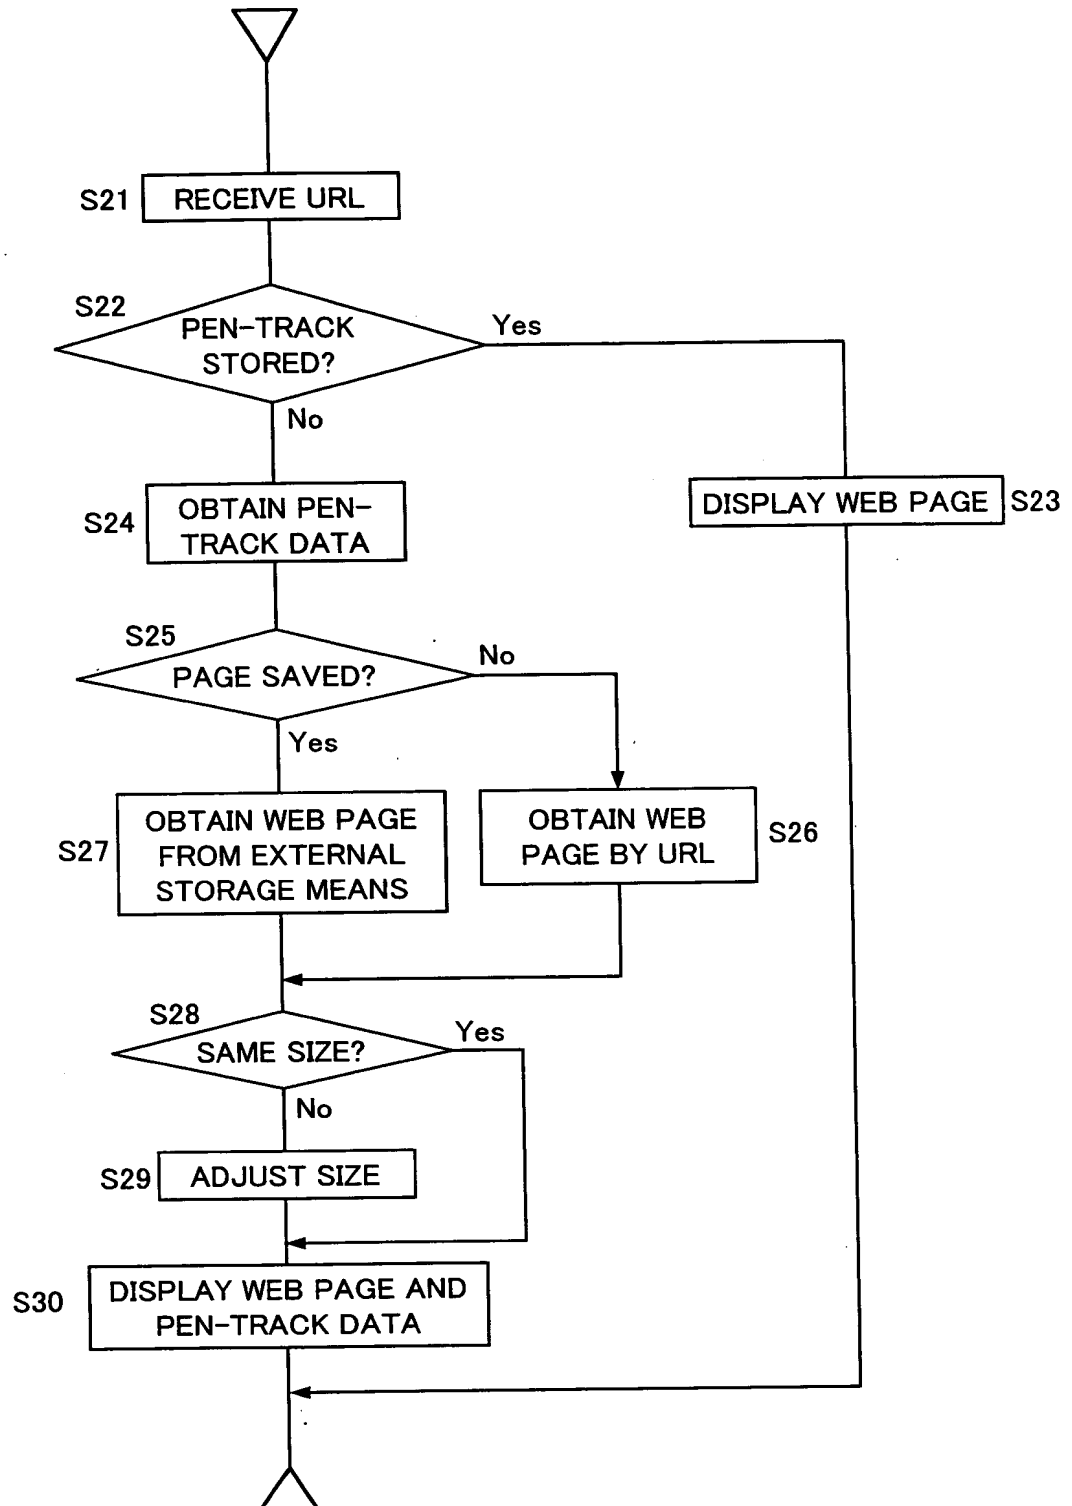 S21
RECEIVE URL
S22
PEN-TRACK
STORED?
Yes
No
DISPLAY WEB PAGE
S23
S24
OBTAIN PEN-
TRACK DATA
S25
PAGE SAVED?
No
Yes
S27
OBTAIN WEB PAGE
FROM EXTERNAL
STORAGE MEANS
OBTAIN WEB
PAGE BY URL
S26
S28
SAME SIZE?
Yes
No
S29
ADJUST SIZE
S30
DISPLAY WEB PAGE AND
PEN-TRACK DATA